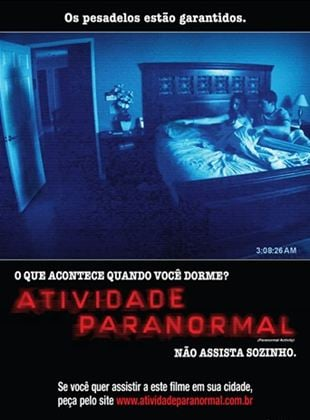 Os pesadelos estão garantidos.
3:08:26 AM
O QUE ACONTECE QUANDO VOCÊ DORME?
ATIVIDADE
PARANORMAL
(Paranormal Activity)
NÃO ASSISTA SOZINHO.
Se você quer assistir a este filme em sua cidade,
peça pelo site www.atividadeparanormal.com.br